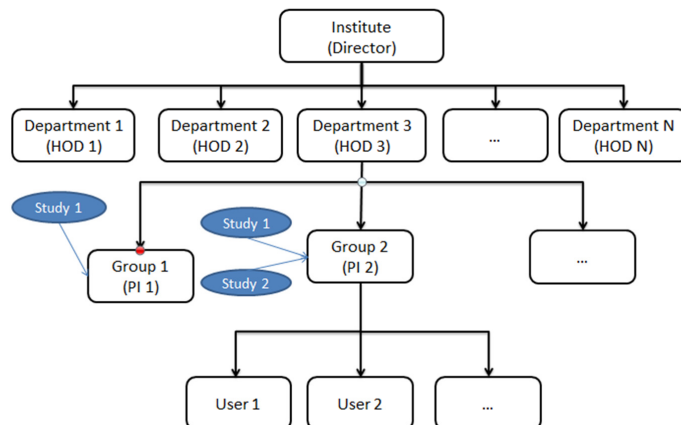 Institute
(Director)
Department 1
(HOD 1)
Department 2
(HOD 2)
Department 3
(HOD 3)
...
Department N
(HOD N)
Study 1
Group 1
(PI 1)
Study 1
Study 2
Group 2
(PI 2)
...
User 1
User 2
...